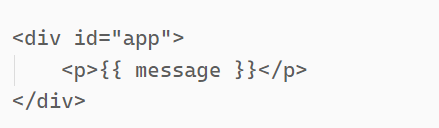 <div id="app">
    <p>{{ message }}</p>
</div>